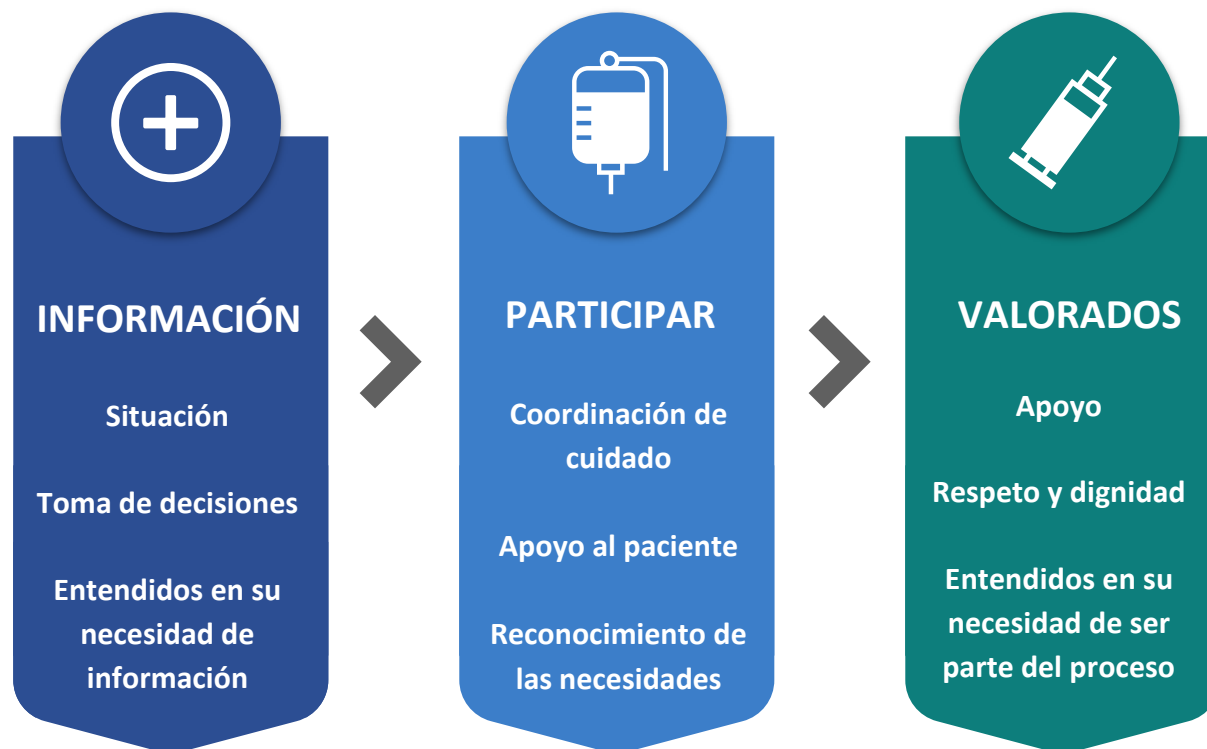 INFORMACIÓN
Situación
Toma de decisiones
Entendidos en su
necesidad de
información
PARTICIPAR
Coordinación de
cuidado
Apoyo al paciente
Reconocimiento de
las necesidades
VALORADOS
Apoyo
Respeto y dignidad
Entendidos en su
necesidad de ser
parte del proceso